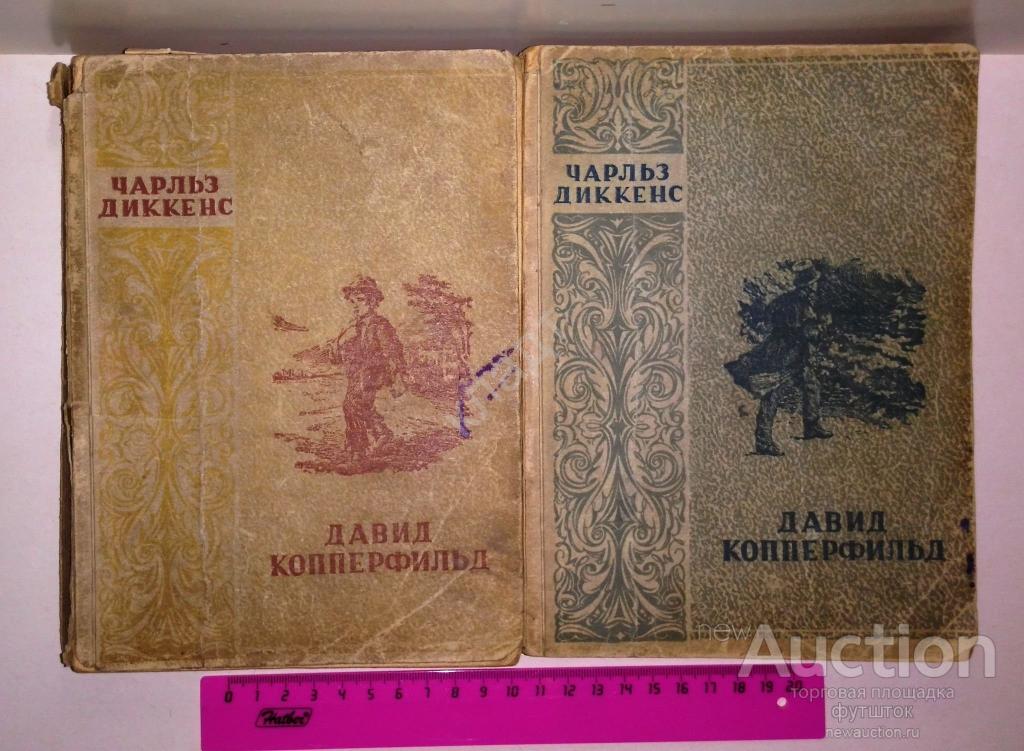 ЧАРЛЬЗ
ДИККЕНС
ДАВИД
КОППЕРФИЛЬД
ЧАРЛЬЗ
ДИККЕНС
ДАВИД
КОППЕРФИЛЬД
0 1 2 3 4 5 6 7 8 9 10 11 12 13 14 15 16 17 18 19 20
Hatber
new Auction
торговая площадка
футшток
newauction.ru